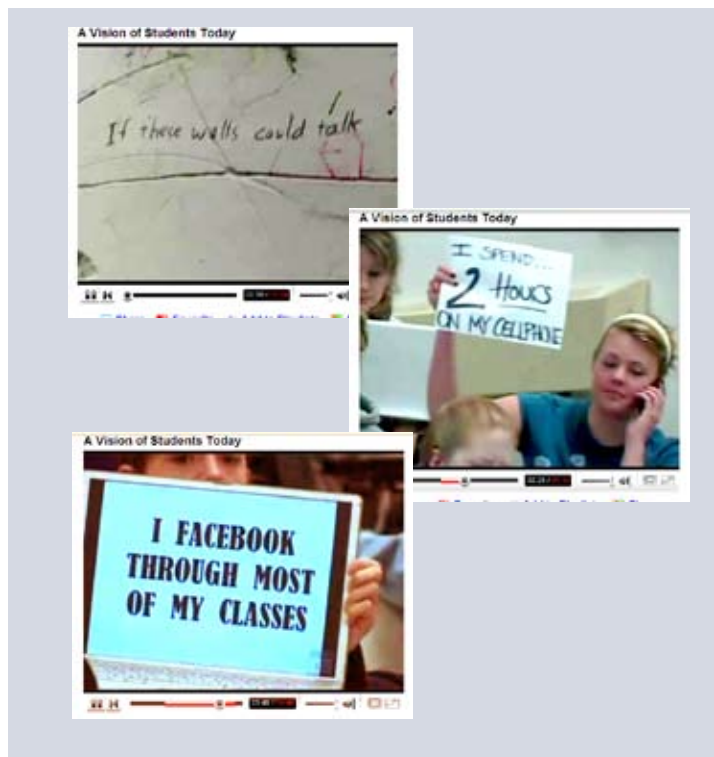 A Vision of Students Today
If these walls could talk
A Vision of Students Today
I SPEND...
2 HOURS
ON MY CELLPHONE
A Vision of Students Today
I FACEBOOK
THROUGH MOST
OF MY CLASSES